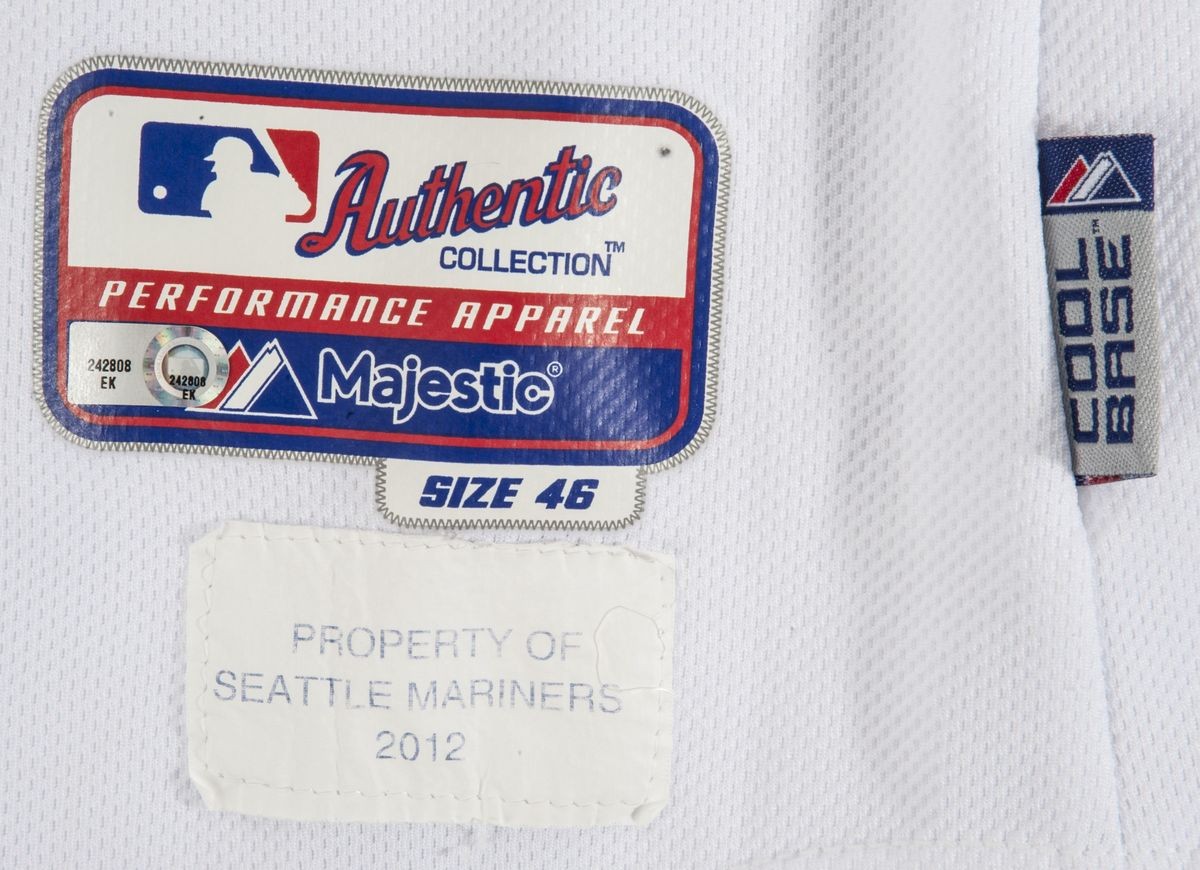 Authentic
COLLECTION™
PERFORMANCE APPAREL
242808
EK
242808
EK
Majestic®
SIZE 46
PROPERTY OF
SEATTLE MARINERS
2012
COOL
BASE™